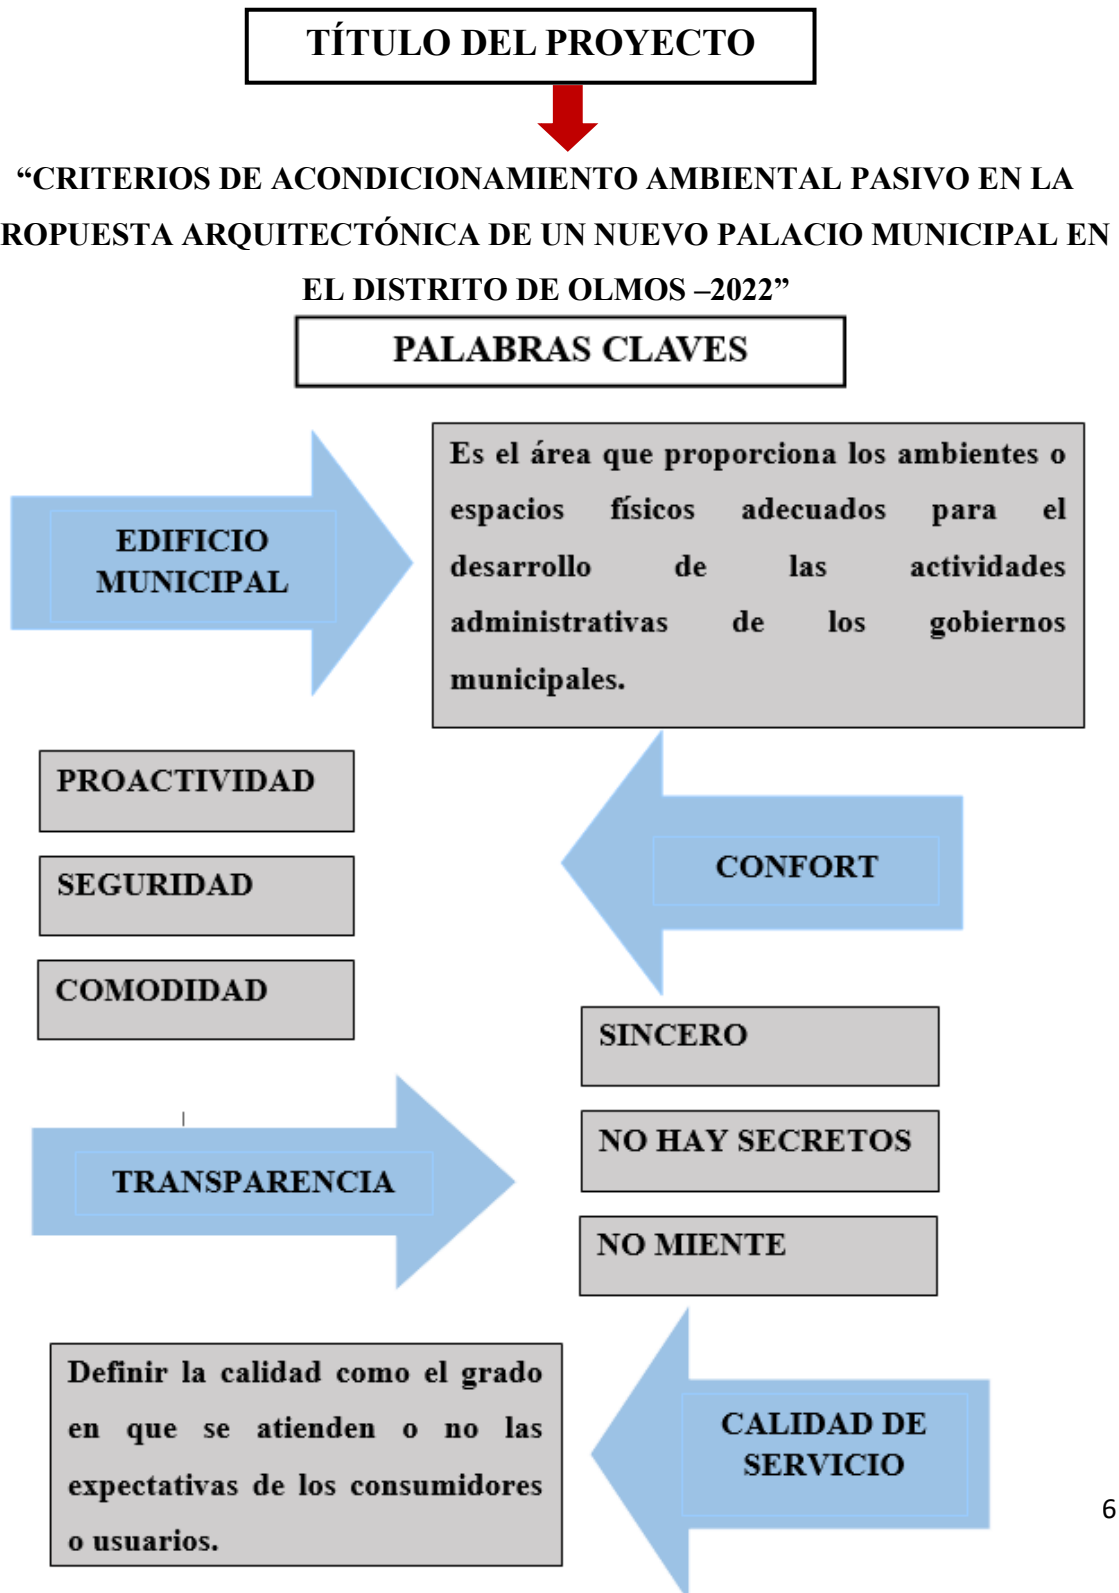 TÍTULO DEL PROYECTO
“CRITERIOS DE ACONDICIONAMIENTO AMBIENTAL PASIVO EN LA
ROPUESTA ARQUITECTÓNICA DE UN NUEVO PALACIO MUNICIPAL EN
EL DISTRITO DE OLMOS –2022”
PALABRAS CLAVES
EDIFICIO
MUNICIPAL
Es el área que proporciona los ambientes o
espacios físicos adecuados para el
desarrollo de las actividades
administrativas de los gobiernos
municipales.
PROACTIVIDAD
SEGURIDAD
COMODIDAD
CONFORT
TRANSPARENCIA
SINCERO
NO HAY SECRETOS
NO MIENTE
Definir la calidad como el grado
en que se atienden o no las
expectativas de los consumidores
o usuarios.
CALIDAD DE
SERVICIO
6